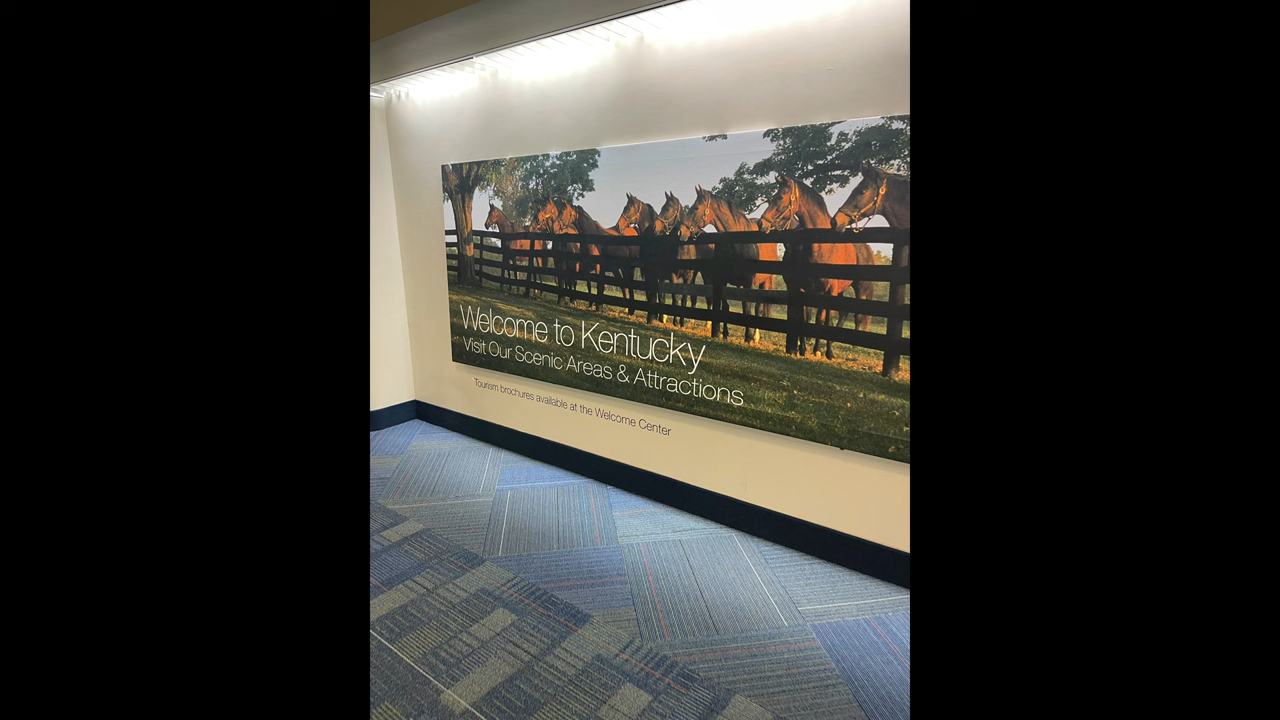 Welcome to Kentucky
Visit Our Scenic Areas & Attractions
Tourism brochures available at the Welcome Center